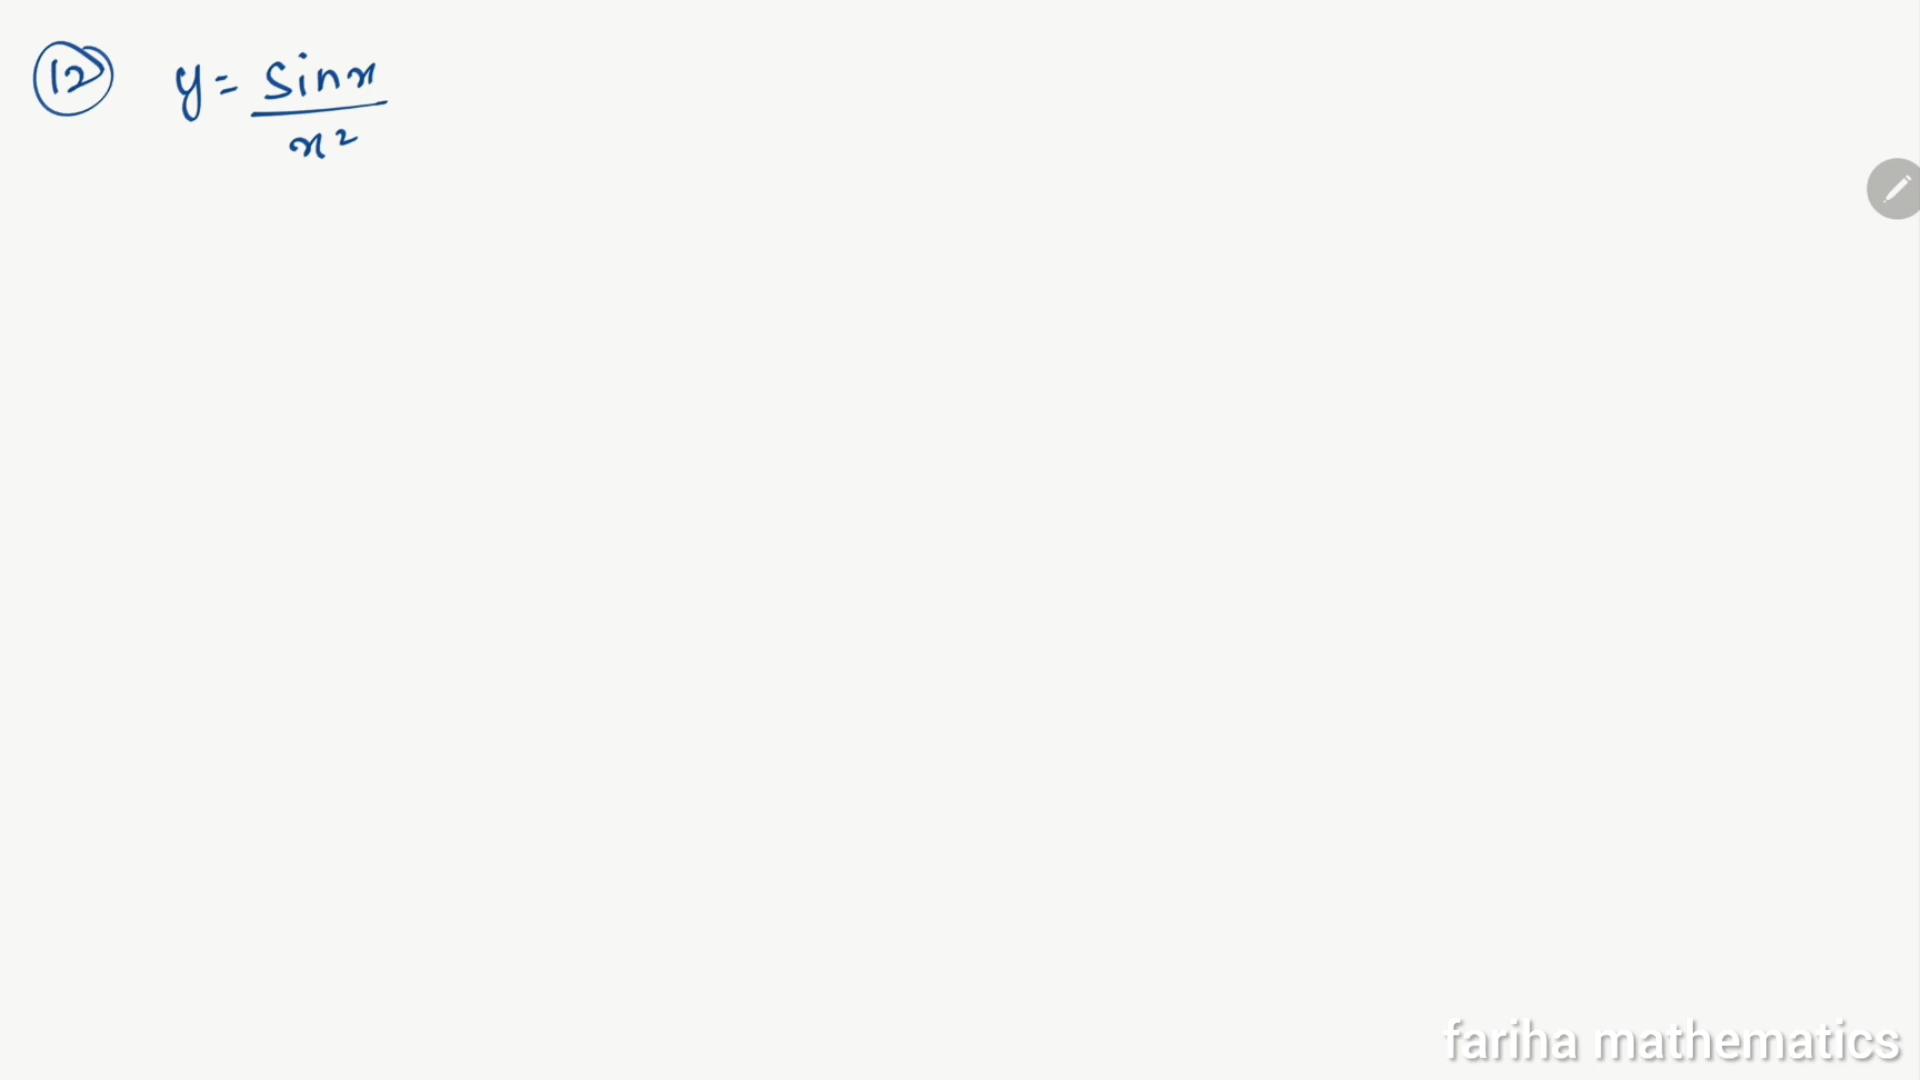 12 y = sinx / x²
fariha mathematics